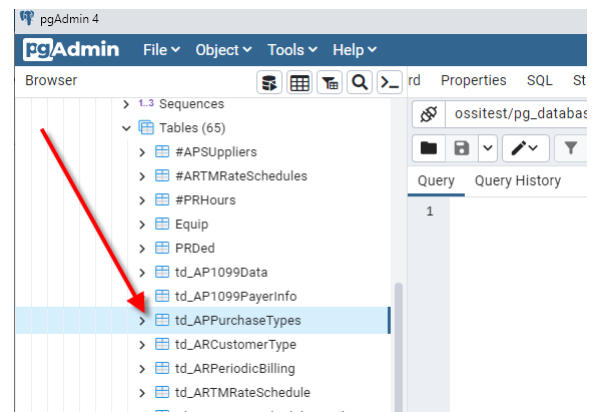 pgAdmin 4
pgAdmin File Object Tools Help
Browser
rd Properties SQL St
1..3 Sequences
ossitest/pg_databas
Tables (65)
#APSUppliers
#ARTMRateSchedules
Query Query History
#PRHours
1
Equip
PRDed
td_AP1099Data
td_AP1099PayerInfo
td_APPurchaseTypes
td_ARCustomerType
td_ARPeriodicBilling
td_ARTMRateSchedule